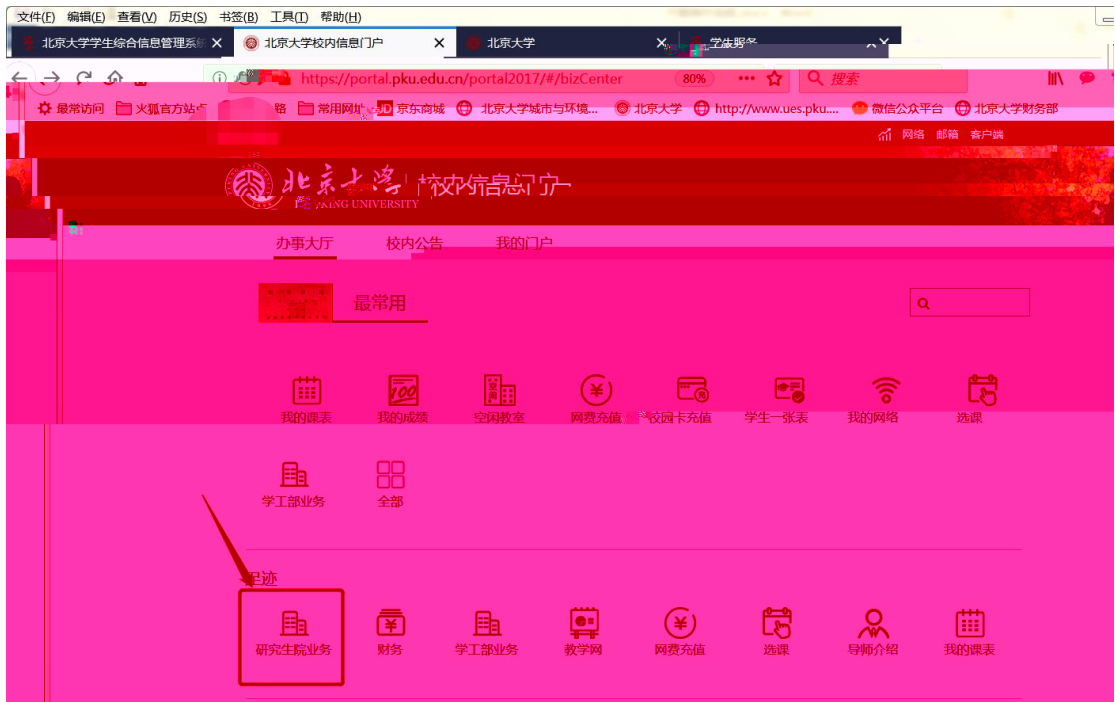 文件(F) 编辑(E) 查看(V) 历史(S) 书签(B) 工具(T) 帮助(H)
北京大学学生综合信息管理系统 北京大学校内信息门户 北京大学 学生服务
https://portal.pku.edu.cn/portal2017/#/bizCenter 80% 搜索
最常访问 火狐官方站点 常用网址 JD 京东商城 北京大学城市与环境... 北京大学 http://www.ues.pku.... 微信公众平台 北京大学财务部
网络 邮箱 客户端
北京大学 校内信息门户
PEKING UNIVERSITY
办事大厅 校内公告 我的门户
最常用
100
我的课表 我的成绩 空闲教室 网费充值 校园卡充值 学生一张表 我的网络 选课
学工部业务 全部
足迹
研究生院业务 财务 学工部业务 教学网 网费充值 选课 导师介绍 我的课表